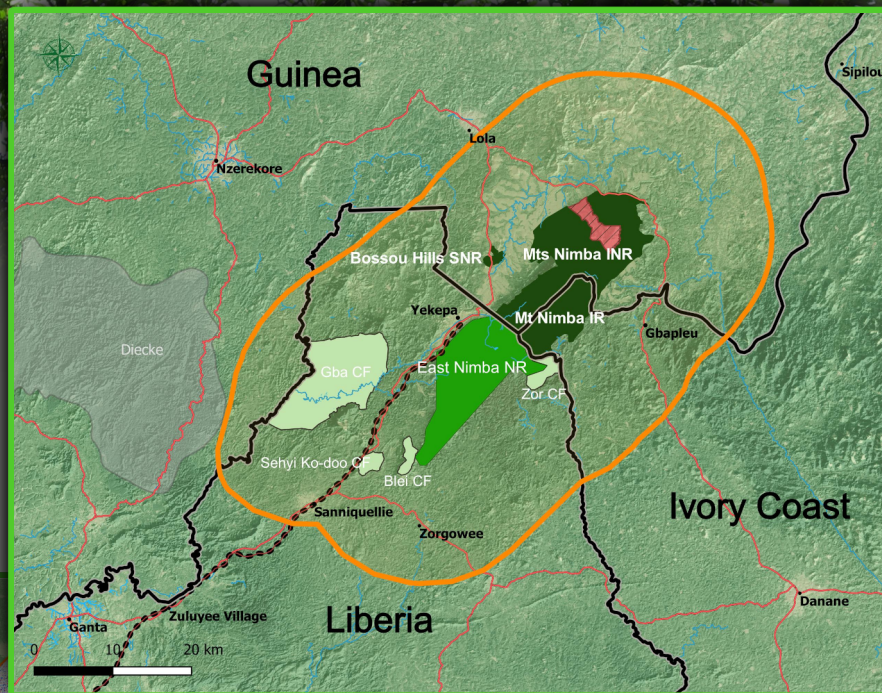 Guinea
Sipilou
Lola
Nzerekore
Bossou Hills SNR
Mts Nimba INR
Yekepa
Mt Nimba IR
Gbapleu
Diecke
Gba CF
East Nimba NR
Zor CF
Sehyi Ko-doo CF
Blei CF
Sanniquellie
Ivory Coast
Zorgowee
Danane
Zuluyee Village
Liberia
Ganta
0 10 20 km